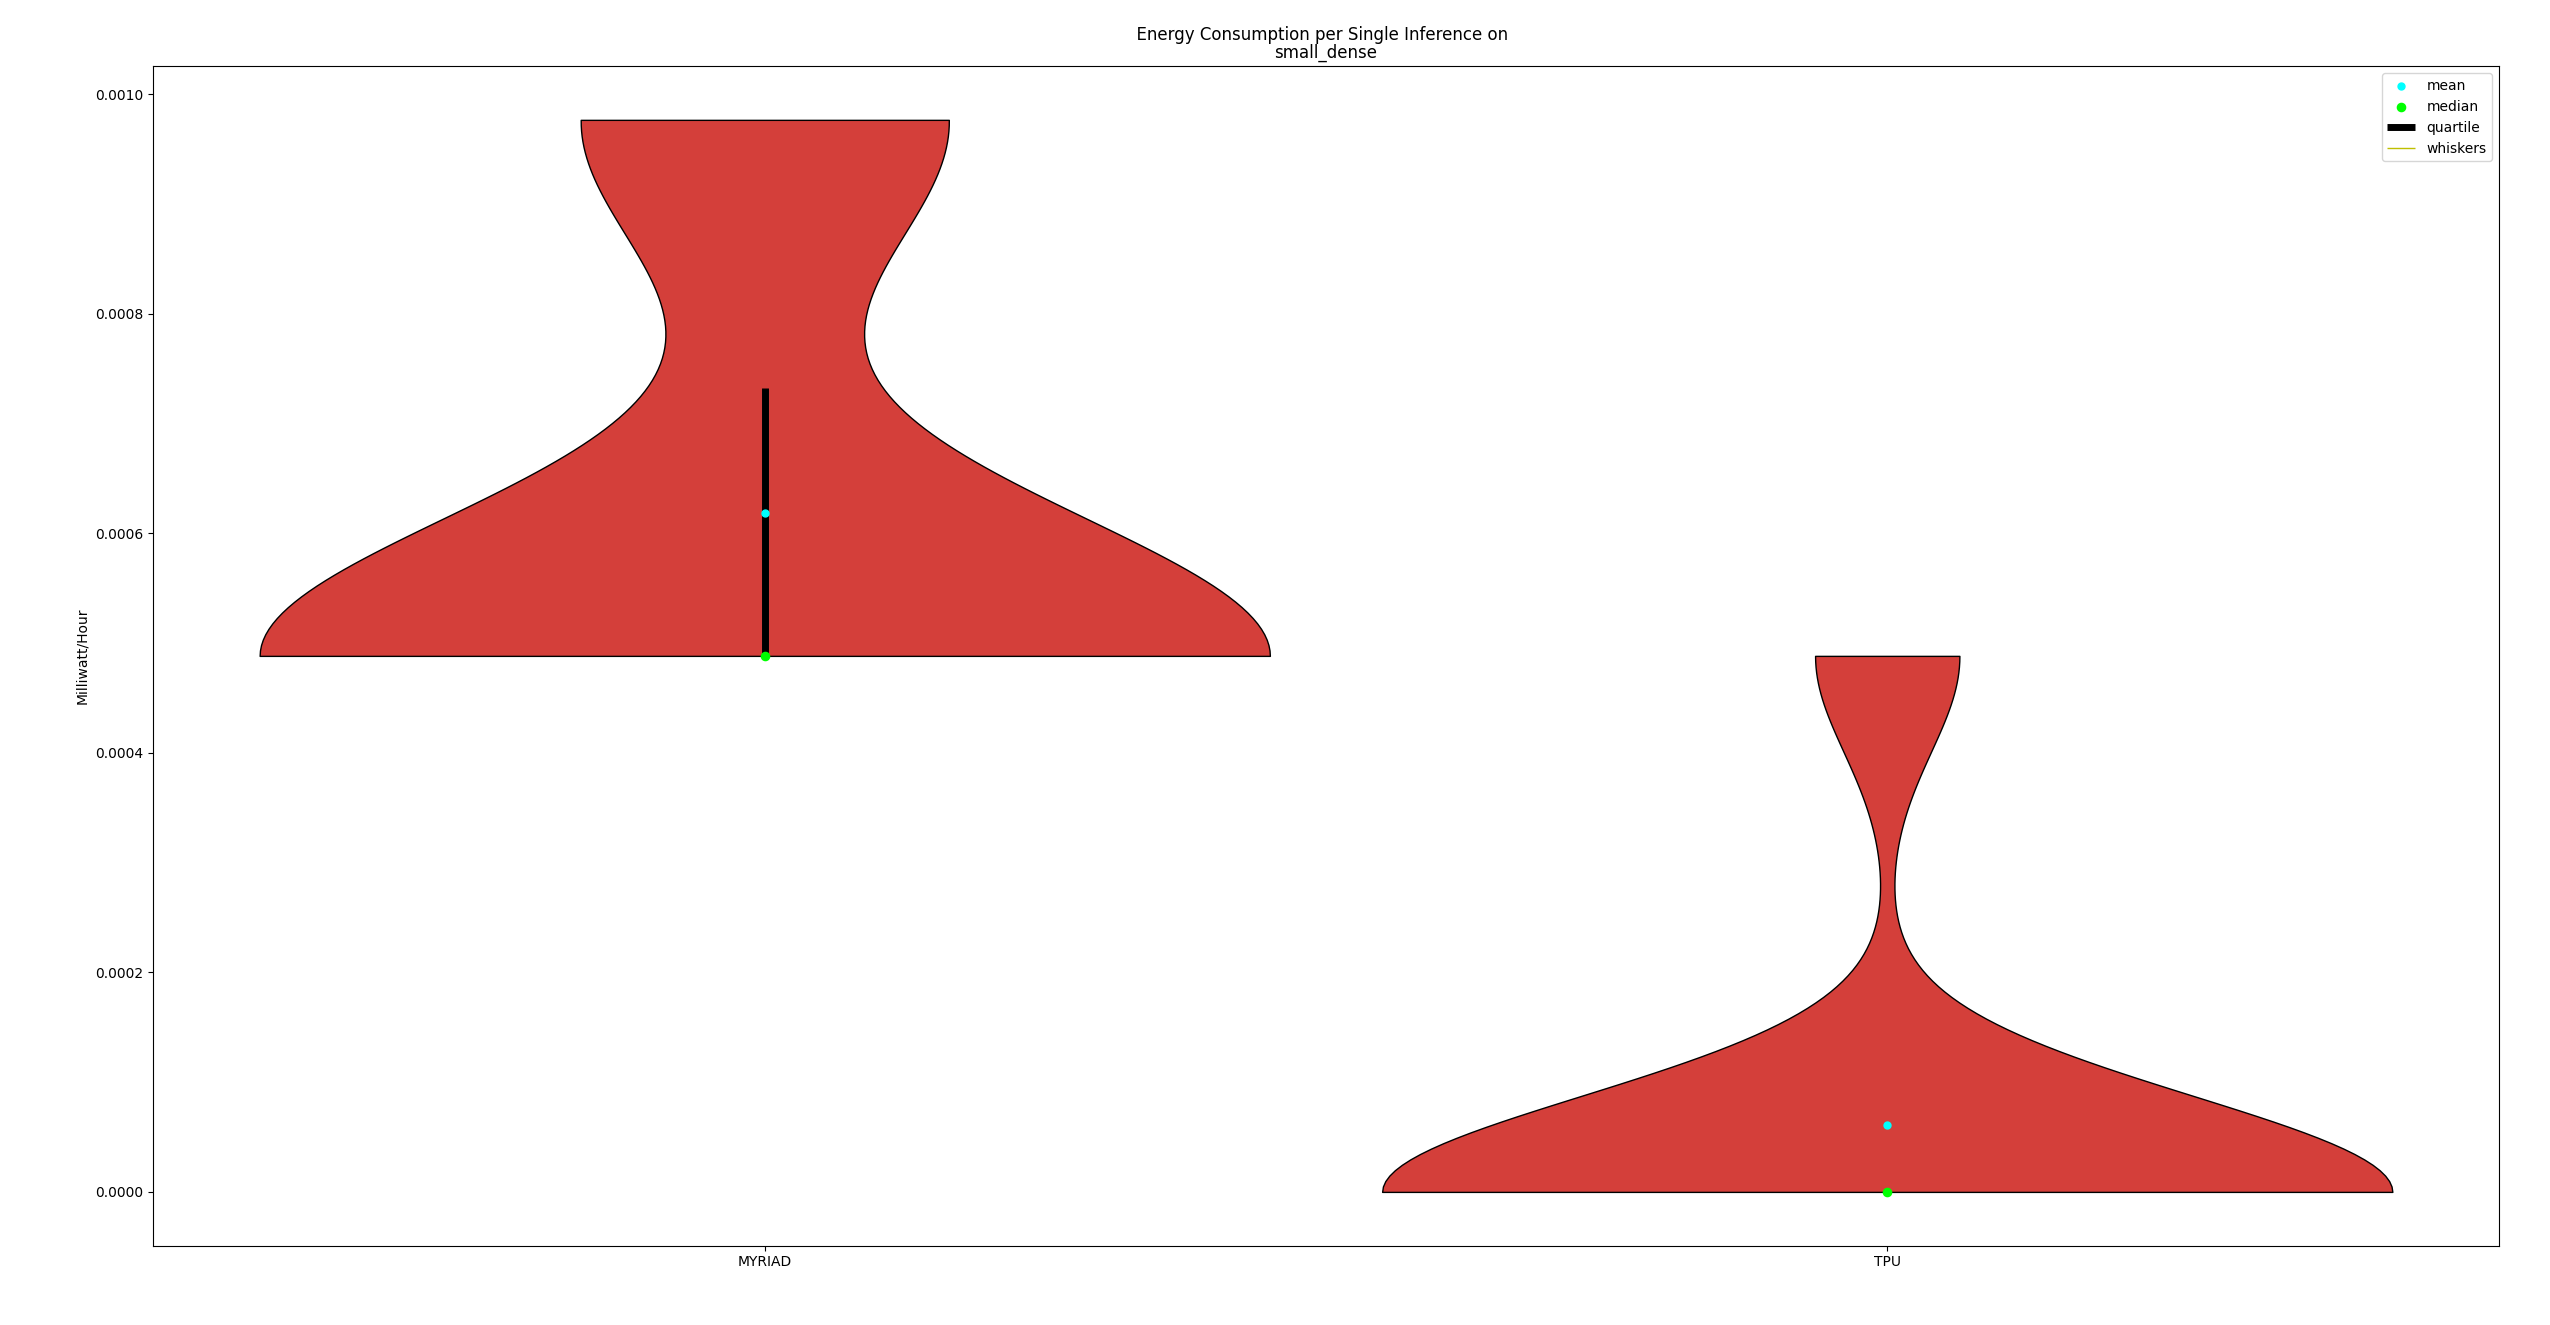 Energy Consumption per Single Inference on
small_dense
mean
median
quartile
whiskers
0.0010
0.0008
0.0006
0.0004
0.0002
0.0000
Milliwatt/Hour
MYRIAD
TPU